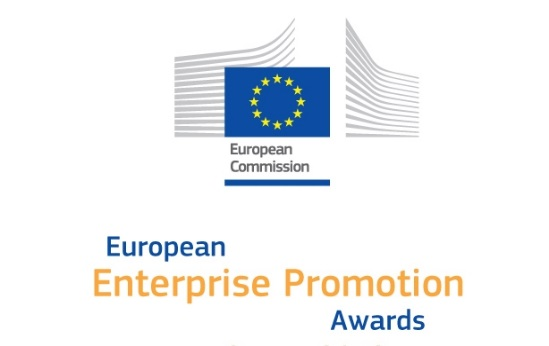 European
Commission
European
Enterprise Promotion
Awards